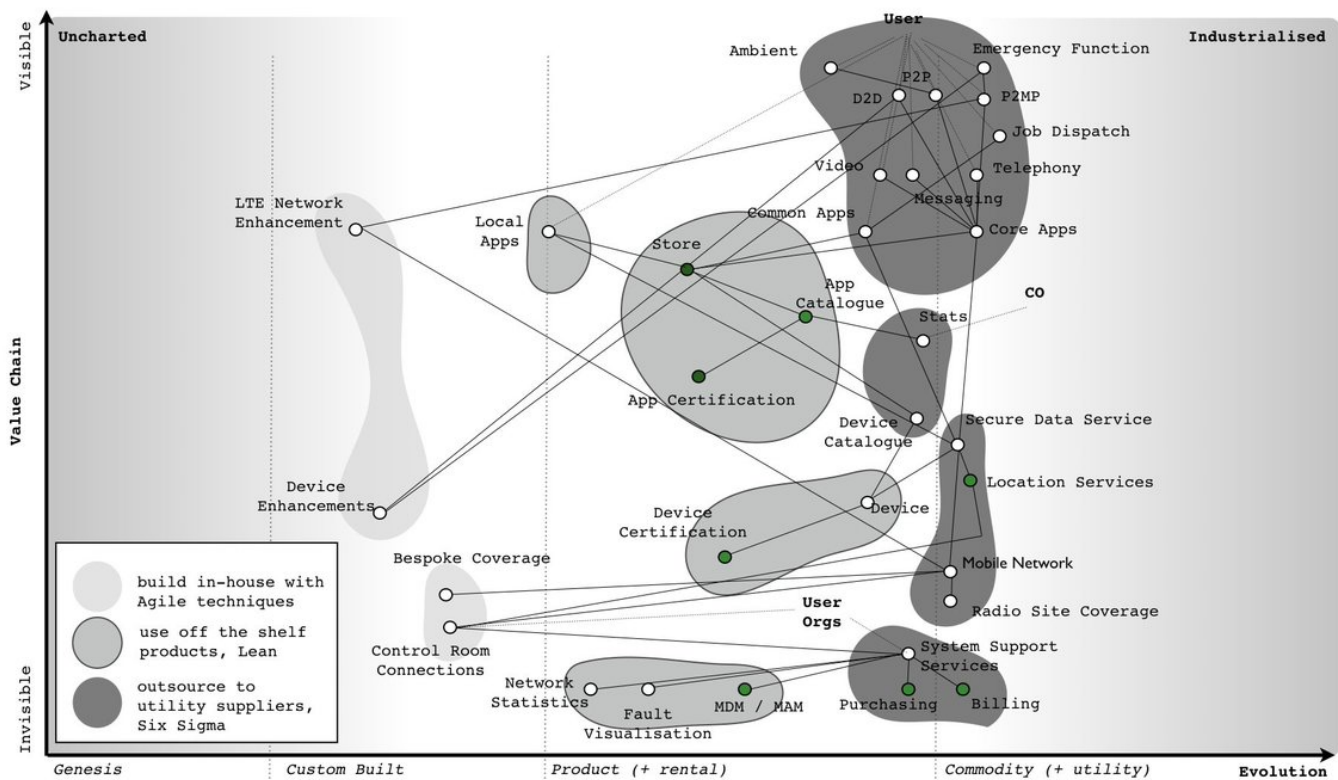 User
Uncharted
Industrialised
Visible
Ambient
Emergency Function
P2P
D2D
P2MP
Job Dispatch
Video
Telephony
Messaging
LTE Network
Enhancement
Local
Apps
Common Apps
Core Apps
Store
App
Catalogue
CO
Stats
App Certification
Value Chain
Device
Catalogue
Secure Data Service
Device
Enhancements
Location Services
Device
Certification
Device
Bespoke Coverage
Mobile Network
build in-house with
Agile techniques
User
Orgs
Radio Site Coverage
use off the shelf
products, Lean
Control Room
Connections
System Support
Services
outsource to
utility suppliers,
Six Sigma
Network
Statistics
Fault
Visualisation
MDM / MAM
Purchasing
Billing
Invisible
Genesis
Custom Built
Product (+ rental)
Commodity (+ utility)
Evolution